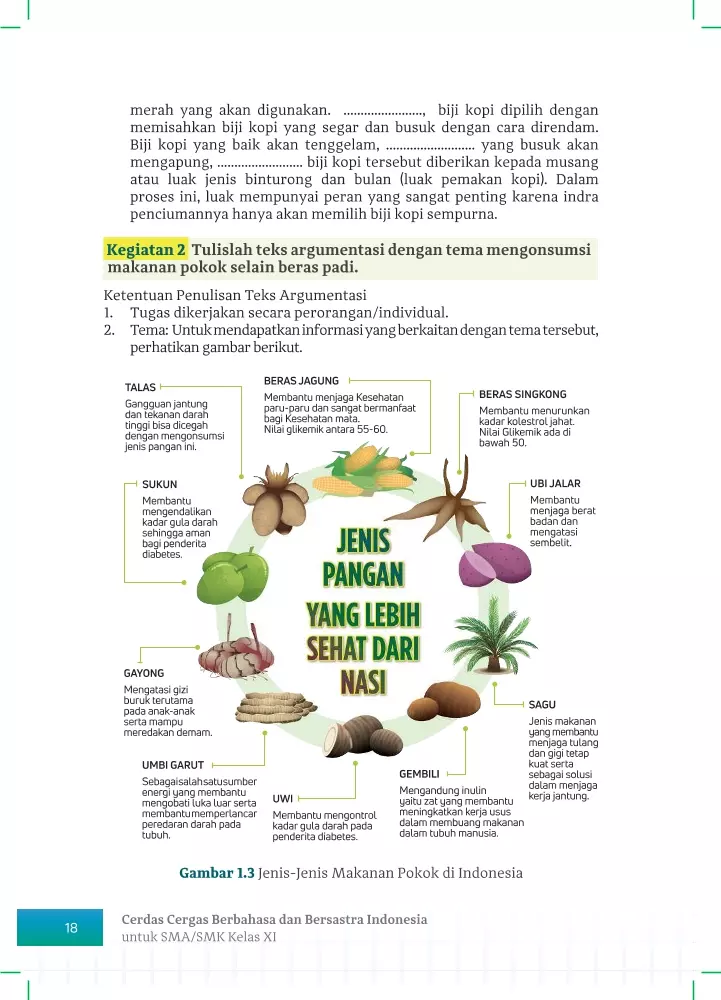 merah yang akan digunakan. ......................., biji kopi dipilih dengan
memisahkan biji kopi yang segar dan busuk dengan cara direndam.
Biji kopi yang baik akan tenggelam, .......................... yang busuk akan
mengapung, ......................... biji kopi tersebut diberikan kepada musang
atau luak jenis binturong dan bulan (luak pemakan kopi). Dalam
proses ini, luak mempunyai peran yang sangat penting karena indra
penciumannya hanya akan memilih biji kopi sempurna.
Kegiatan 2 Tulislah teks argumentasi dengan tema mengonsumsi
makanan pokok selain beras padi.
Ketentuan Penulisan Teks Argumentasi
1. Tugas dikerjakan secara perorangan/individual.
2. Tema: Untuk mendapatkan informasi yang berkaitan dengan tema tersebut,
perhatikan gambar berikut.
TALAS
Gangguan jantung
dan tekanan darah
tinggi bisa dicegah
dengan mengonsumsi
jenis pangan ini.
BERAS JAGUNG
Membantu menjaga Kesehatan
paru-paru dan sangat bermanfaat
bagi Kesehatan mata.
Nilai glikemik antara 55-60.
BERAS SINGKONG
Membantu menurunkan
kadar kolestrol jahat.
Nilai Glikemik ada di
bawah 50.
SUKUN
Membantu
mengendalikan
kadar gula darah
sehingga aman
bagi penderita
diabetes.
UBI JALAR
Membantu
menjaga berat
badan dan
mengatasi
sembelit.
JENIS
PANGAN
YANG LEBIH
SEHAT DARI
NASI
GAYONG
Mengatasi gizi
buruk terutama
pada anak-anak
serta mampu
meredakan demam.
SAGU
Jenis makanan
yang membantu
menjaga tulang
dan gigi tetap
kuat serta
sebagai solusi
dalam menjaga
kerja jantung.
UMBI GARUT
Sebagai salah satu sumber
energi yang membantu
mengobati luka luar serta
membantu memperlancar
peredaran darah pada
tubuh.
UWI
Membantu mengontrol
kadar gula darah pada
penderita diabetes.
GEMBILI
Mengandung inulin
yaitu zat yang membantu
meningkatkan kerja usus
dalam membuang makanan
dalam tubuh manusia.
Gambar 1.3 Jenis-Jenis Makanan Pokok di Indonesia
18
Cerdas Cergas Berbahasa dan Bersastra Indonesia
untuk SMA/SMK Kelas XI